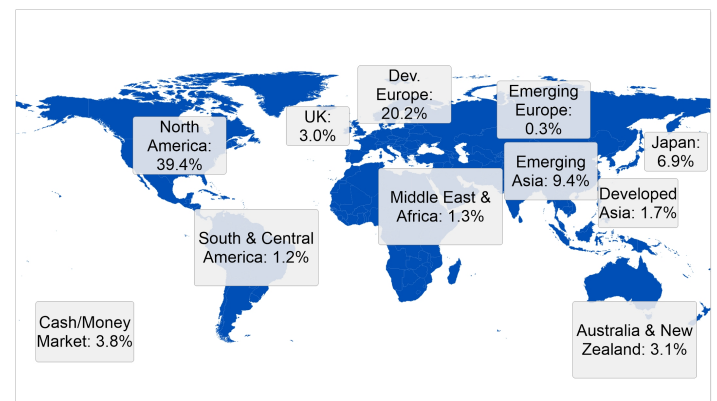 Dev.
Europe:
20.2%
Emerging
Europe:
0.3%
UK:
3.0%
North
America:
39.4%
Japan:
6.9%
Emerging
Asia: 9.4%
Middle East &
Africa: 1.3%
Developed
Asia: 1.7%
South & Central
America: 1.2%
Cash/Money
Market: 3.8%
Australia & New
Zealand: 3.1%